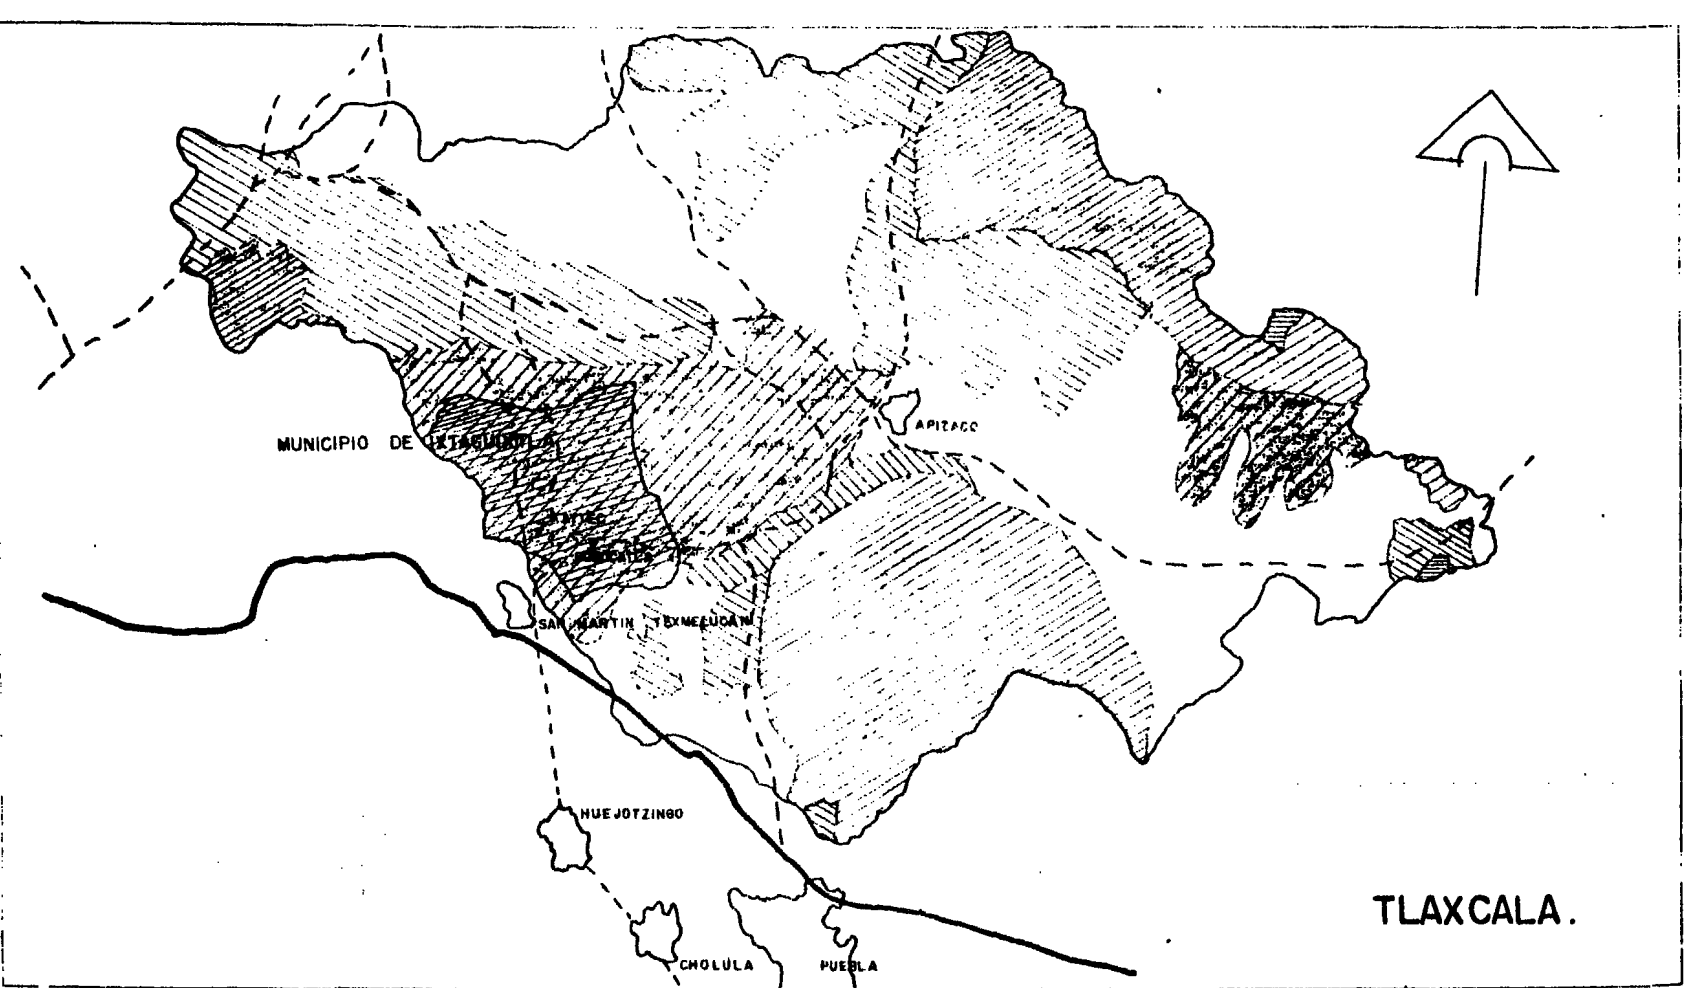 MUNICIPIO DE IXTACUIXTLA
APIZACO
SAN MARTIN TEXMELUCAN
HUEJOTZINGO
CHOLULA
PUEBLA
TLAXCALA.